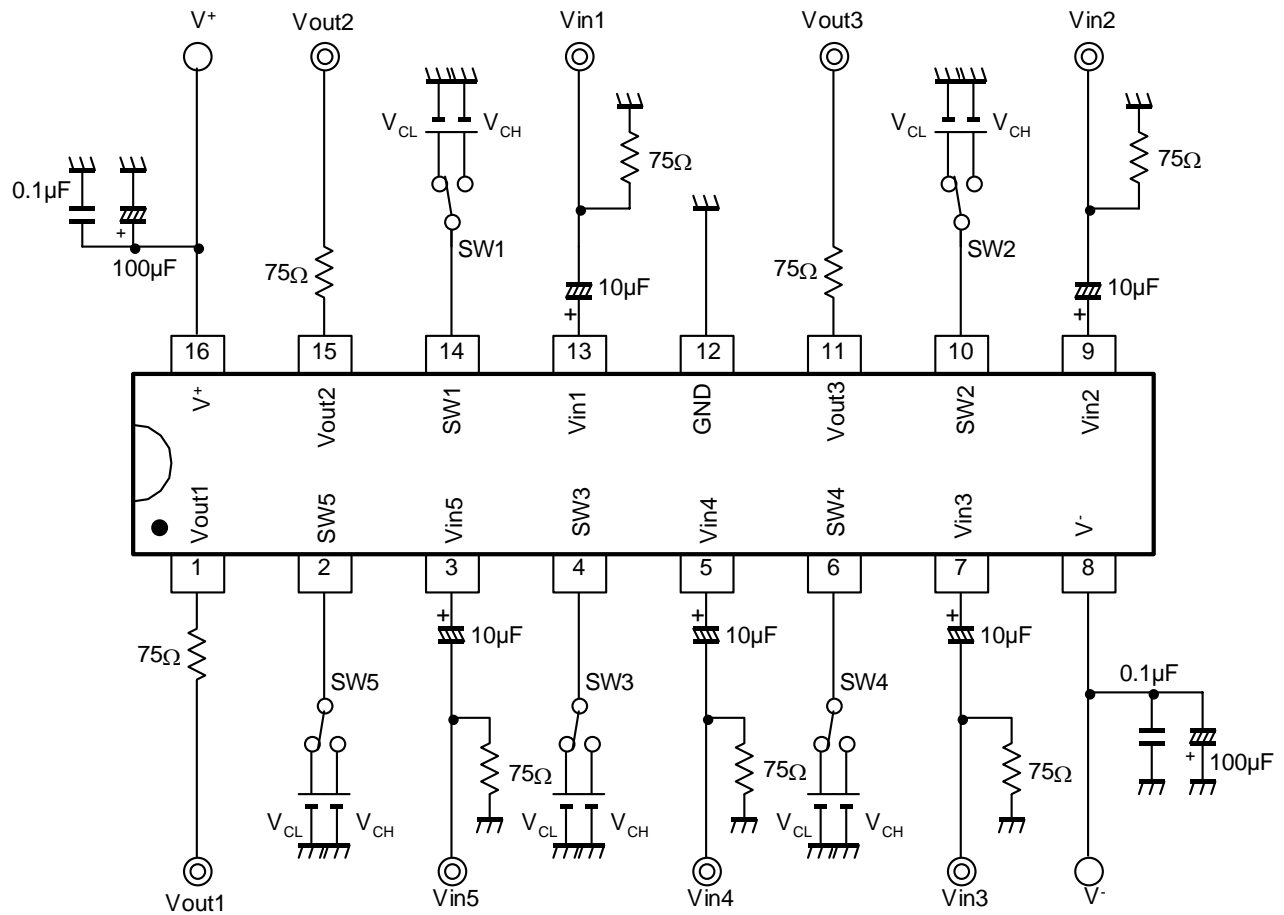 V+ Vout2 Vin1 Vout3 Vin2
VCL VCH VCL VCH
75Ω 75Ω
0.1µF
SW1 SW2
100µF 75Ω 10µF 75Ω 10µF
+ + +
16 15 14 13 12 11 10 9
V+ Vout2 SW1 Vin1 GND Vout3 SW2 Vin2
Vout1 SW5 Vin5 SW3 Vin4 SW4 Vin3 V-
1 2 3 4 5 6 7 8
+ + +
75Ω 10µF 10µF 10µF
SW5 SW3 SW4 0.1µF
75Ω 75Ω 75Ω + 100µF
VCL VCH VCL VCH VCL VCH
Vout1 Vin5 Vin4 Vin3 V-